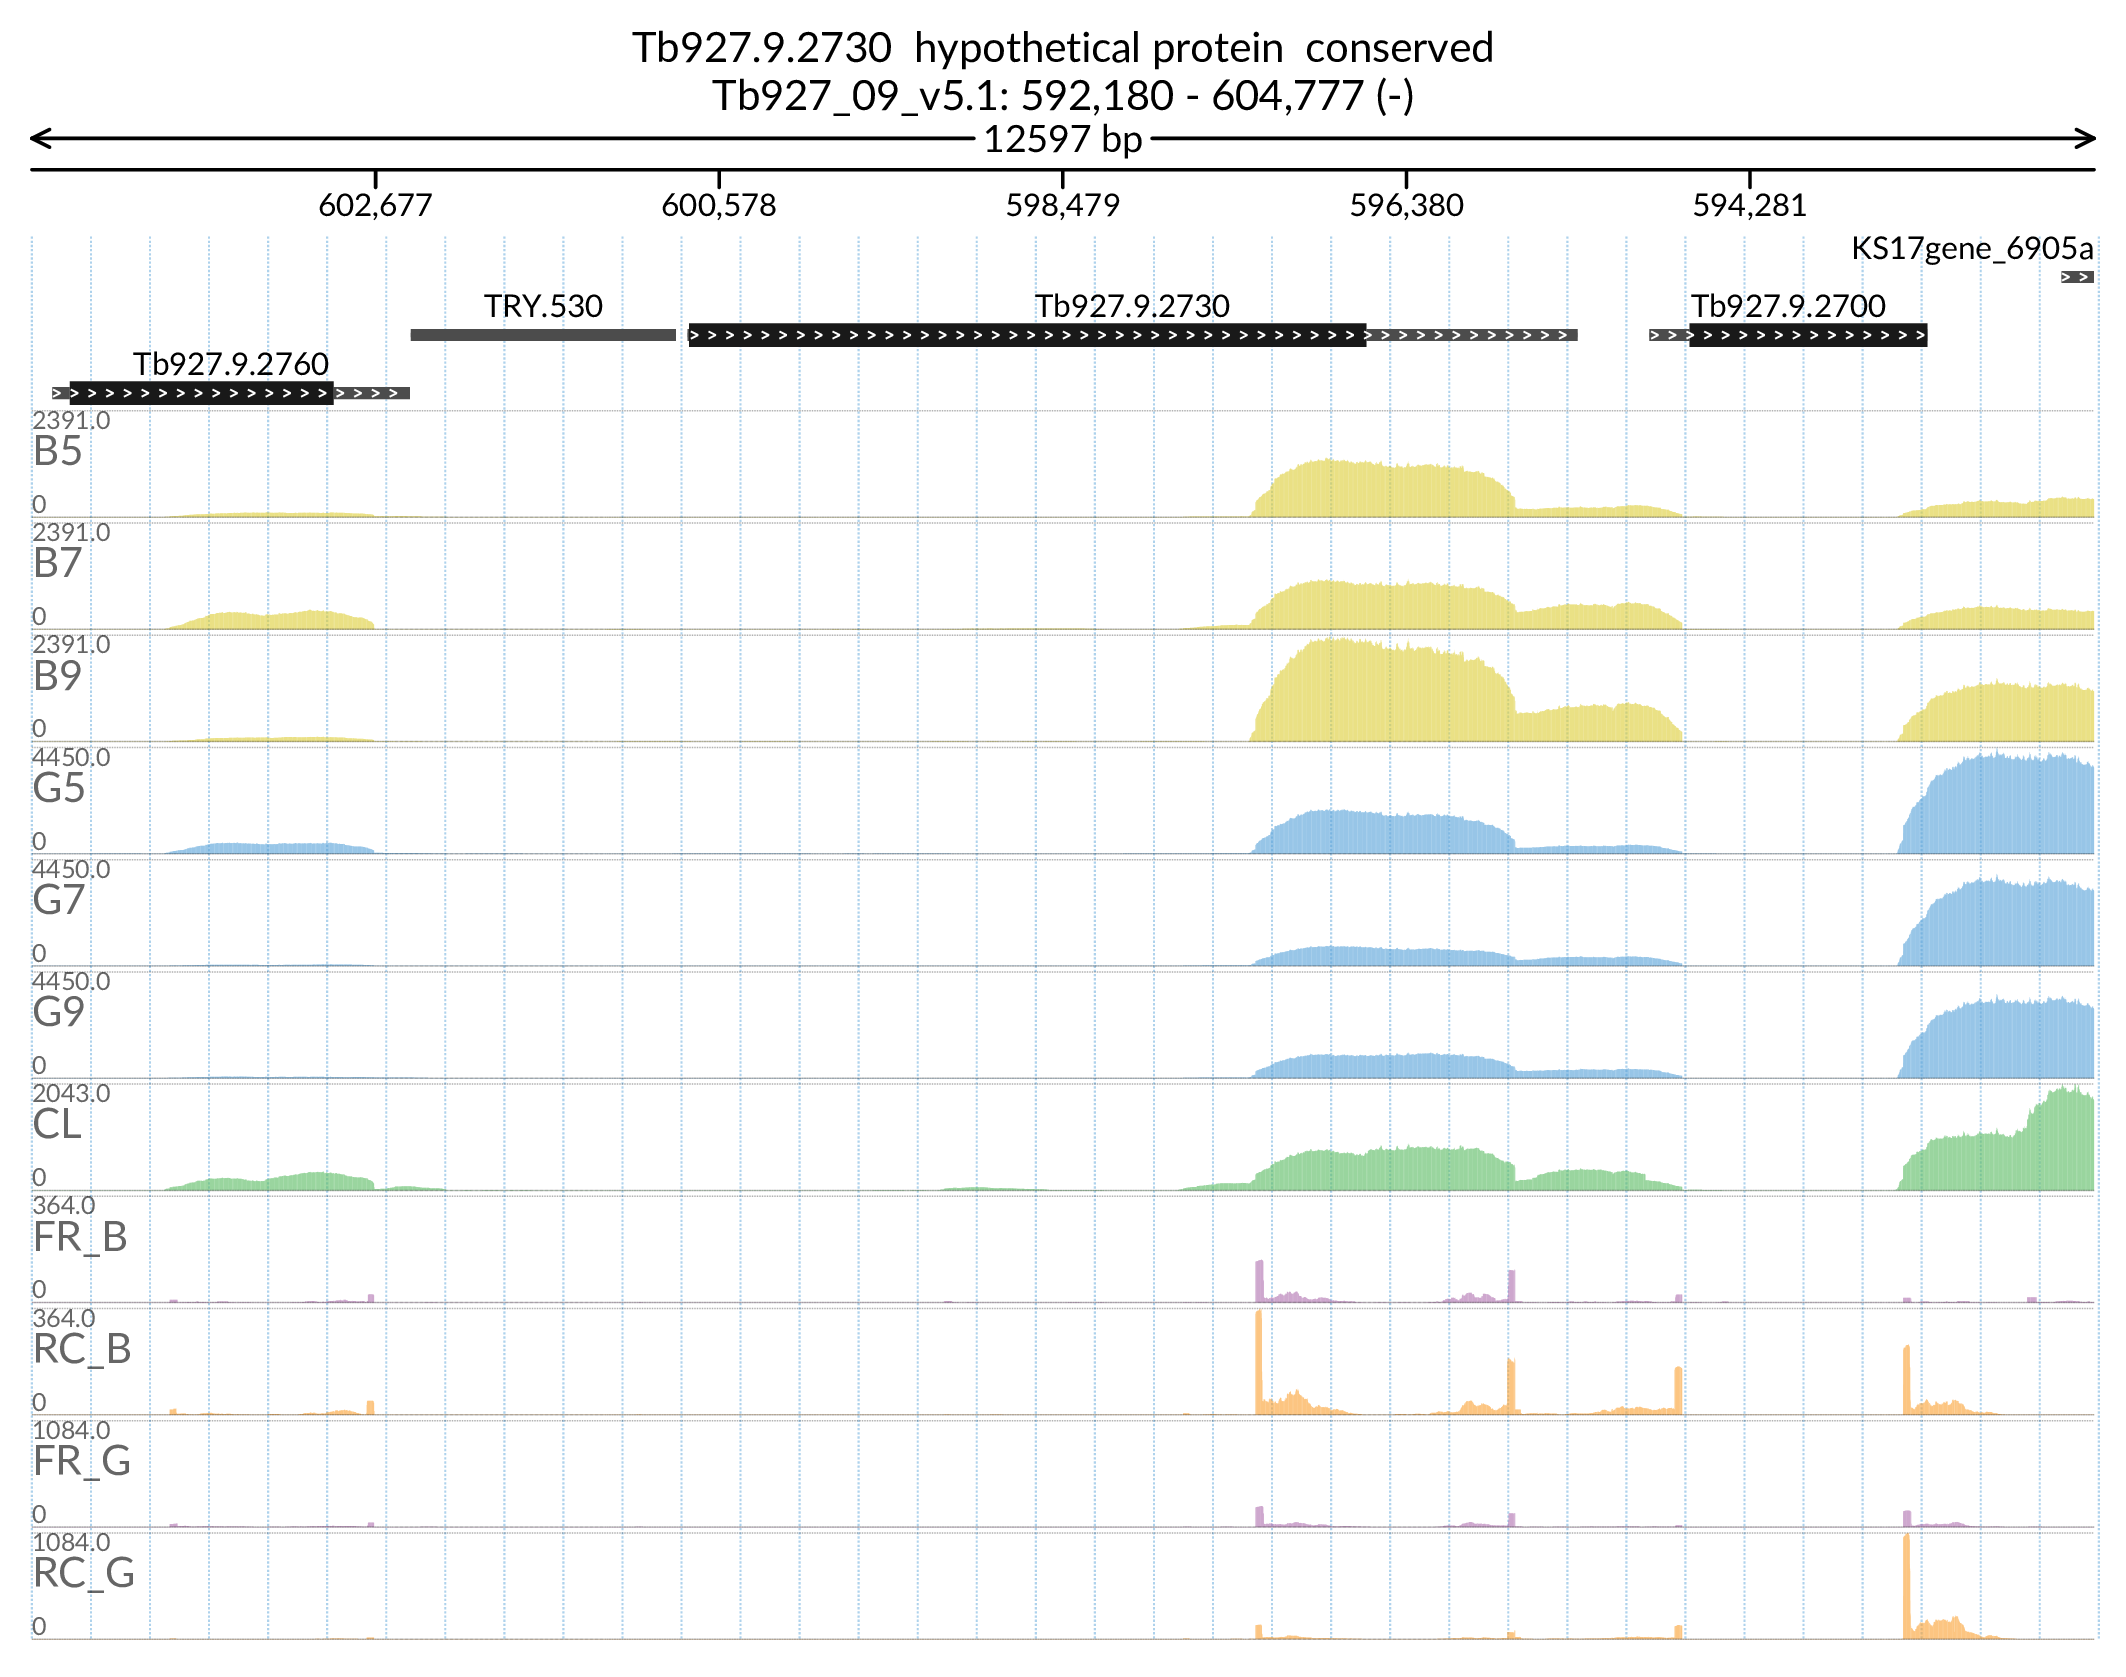 Tb927.9.2730 hypothetical protein conserved
Tb927_09_v5.1: 592,180 - 604,777 (-)
12597 bp
602,677 600,578 598,479 596,380 594,281
KS17gene_6905a
TRY.530 Tb927.9.2730 Tb927.9.2700
Tb927.9.2760
2391.0
B5
0
2391.0
B7
0
2391.0
B9
0
4450.0
G5
0
4450.0
G7
0
4450.0
G9
0
2043.0
CL
0
364.0
FR_B
0
364.0
RC_B
0
1084.0
FR_G
0
1084.0
RC_G
0